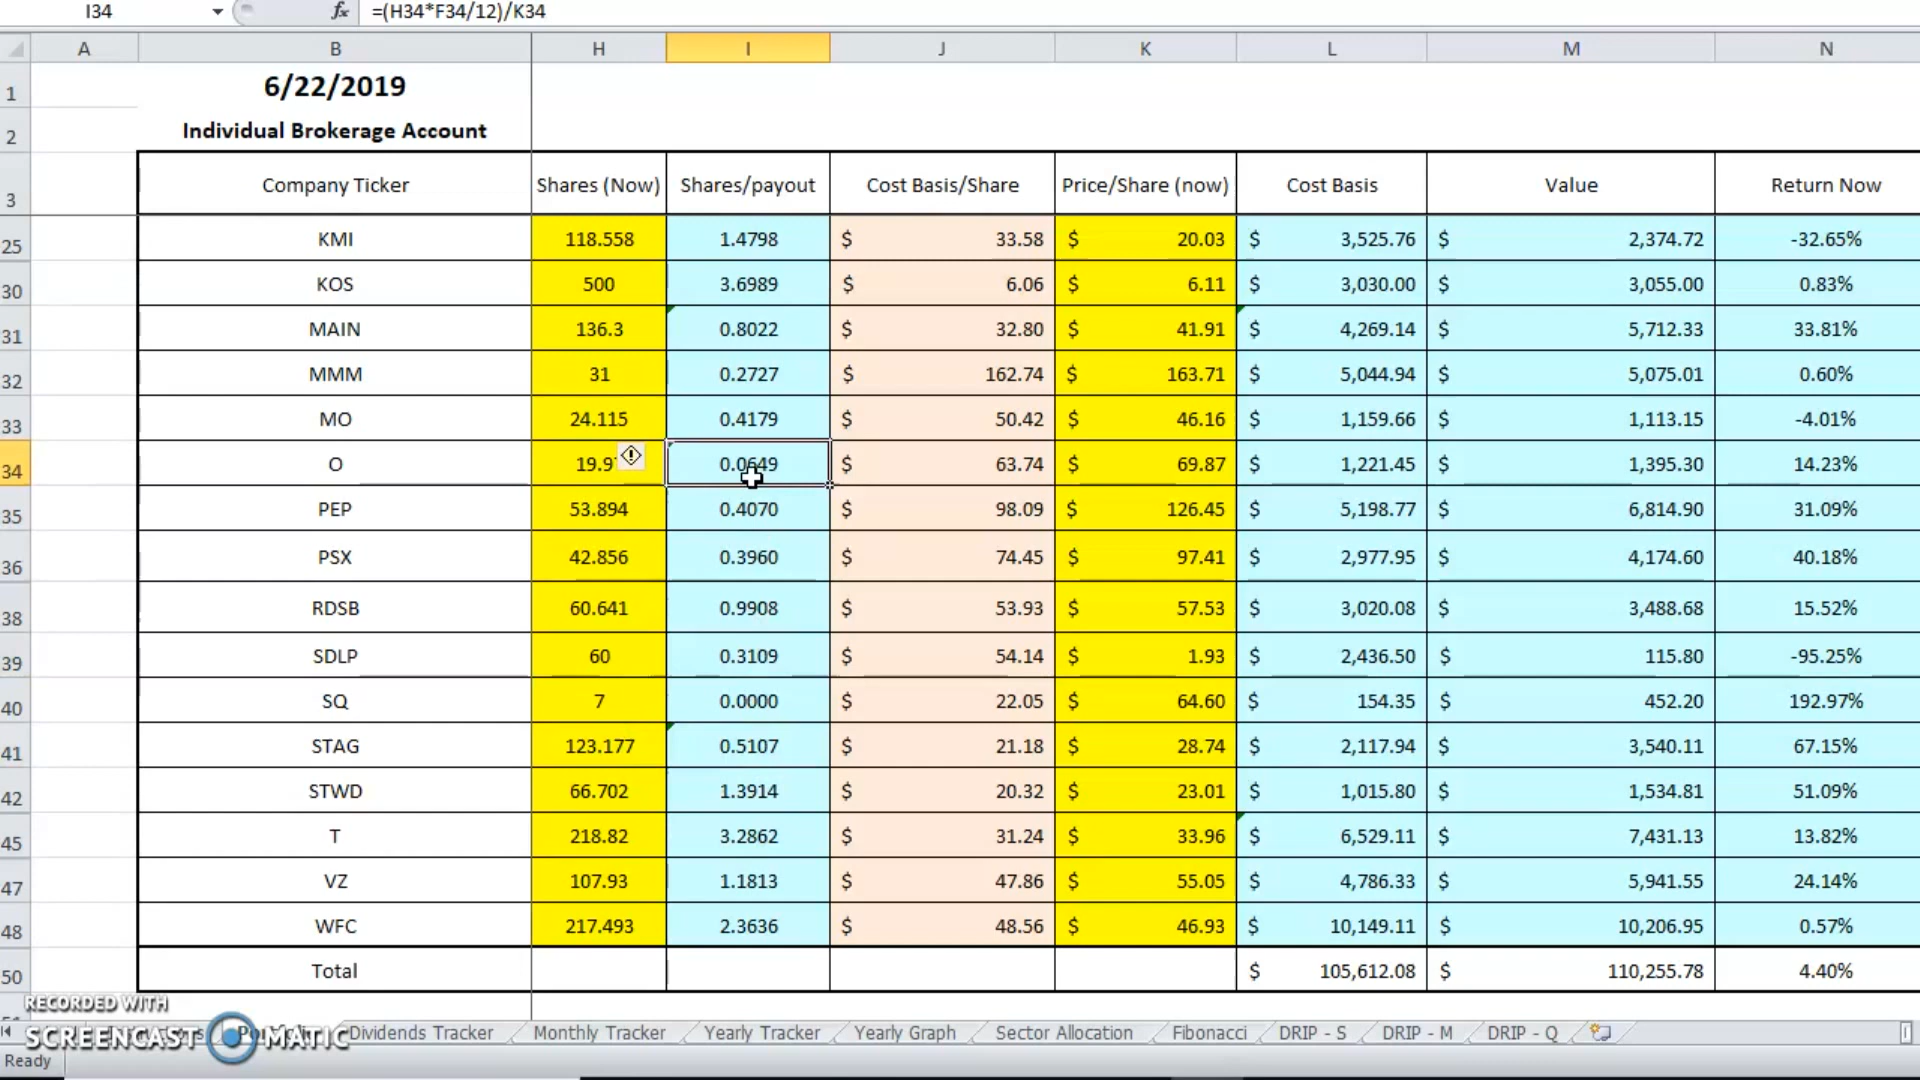 I34 fx =(H34*F34/12)/K34
A B H I J K L M N
1 6/22/2019
2 Individual Brokerage Account
3 Company Ticker Shares (Now) Shares/payout Cost Basis/Share Price/Share (now) Cost Basis Value Return Now
25 KMI 118.558 1.4798 $ 33.58 $ 20.03 $ 3,525.76 $ 2,374.72 -32.65%
30 KOS 500 3.6989 $ 6.06 $ 6.11 $ 3,030.00 $ 3,055.00 0.83%
31 MAIN 136.3 0.8022 $ 32.80 $ 41.91 $ 4,269.14 $ 5,712.33 33.81%
32 MMM 31 0.2727 $ 162.74 $ 163.71 $ 5,044.94 $ 5,075.01 0.60%
33 MO 24.115 0.4179 $ 50.42 $ 46.16 $ 1,159.66 $ 1,113.15 -4.01%
34 O 0.0649 $ 63.74 $ 69.87 $ 1,221.45 $ 1,395.30 14.23%
35 PEP 53.894 0.4070 $ 98.09 $ 126.45 $ 5,198.77 $ 6,814.90 31.09%
36 PSX 42.856 0.3960 $ 74.45 $ 97.41 $ 2,977.95 $ 4,174.60 40.18%
38 RDSB 60.641 0.9908 $ 53.93 $ 57.53 $ 3,020.08 $ 3,488.68 15.52%
39 SDLP 60 0.3109 $ 54.14 $ 1.93 $ 2,436.50 $ 115.80 -95.25%
40 SQ 7 0.0000 $ 22.05 $ 64.60 $ 154.35 $ 452.20 192.97%
41 STAG 123.177 0.5107 $ 21.18 $ 28.74 $ 2,117.94 $ 3,540.11 67.15%
42 STWD 66.702 1.3914 $ 20.32 $ 23.01 $ 1,015.80 $ 1,534.81 51.09%
45 T 218.82 3.2862 $ 31.24 $ 33.96 $ 6,529.11 $ 7,431.13 13.82%
47 VZ 107.93 1.1813 $ 47.86 $ 55.05 $ 4,786.33 $ 5,941.55 24.14%
48 WFC 217.493 2.3636 $ 48.56 $ 46.93 $ 10,149.11 $ 10,206.95 0.57%
50 Total $ 105,612.08 $ 110,255.78 4.40%
RECORDED WITH
SCREENCAST MATIC
Dividends Tracker Monthly Tracker Yearly Tracker Yearly Graph Sector Allocation Fibonacci DRIP - S DRIP - M DRIP - Q
Ready